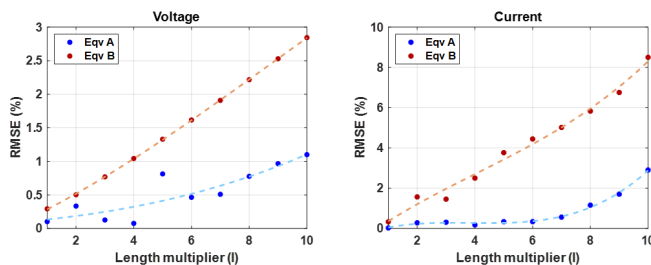 Voltage
Eqv A
Eqv B
RMSE (%)
3
2.5
2
1.5
1
0.5
0
2
4
6
8
10
Length multiplier (l)
Current
Eqv A
Eqv B
RMSE (%)
10
8
6
4
2
0
2
4
6
8
10
Length multiplier (l)